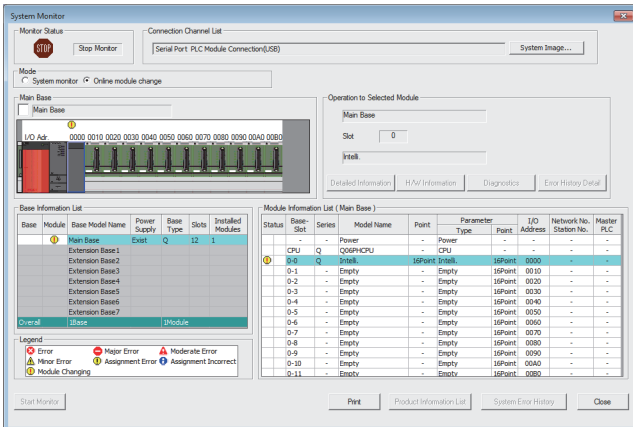 System Monitor
Monitor Status
STOP
Stop Monitor
Connection Channel List
Serial Port PLC Module Connection(USB)
System Image...
Mode
System monitor Online module change
Main Base
Main Base
I/O Adr. 0000 0010 0020 0030 0040 0050 0060 0070 0080 0090 00A0 00B0
Operation to Selected Module
Main Base
Slot 0
Intelli.
Detailed Information H/W Information Diagnostics Error History Detail
Base Information List
Base Module Base Model Name Power Supply Base Type Slots Installed Modules
Main Base Exist Q 12 1
Extension Base1
Extension Base2
Extension Base3
Extension Base4
Extension Base5
Extension Base6
Extension Base7
Overall 1Base 1Module
Legend
Error Major Error Moderate Error
Minor Error Assignment Error Assignment Incorrect
Module Changing
Module Information List ( Main Base )
Status Base-Slot Series Model Name Point Parameter Type Point I/O Address Network No. Station No. Master PLC
- - Power - Power - - - -
CPU Q Q06PHCPU - CPU - - - -
0-0 Q Intelli. 16Point Intelli. 16Point 0000 - -
0-1 - Empty - Empty 16Point 0010 - -
0-2 - Empty - Empty 16Point 0020 - -
0-3 - Empty - Empty 16Point 0030 - -
0-4 - Empty - Empty 16Point 0040 - -
0-5 - Empty - Empty 16Point 0050 - -
0-6 - Empty - Empty 16Point 0060 - -
0-7 - Empty - Empty 16Point 0070 - -
0-8 - Empty - Empty 16Point 0080 - -
0-9 - Empty - Empty 16Point 0090 - -
0-10 - Empty - Empty 16Point 00A0 - -
0-11 - Empty - Empty 16Point 00B0 - -
Start Monitor Print Product Information List System Error History Close